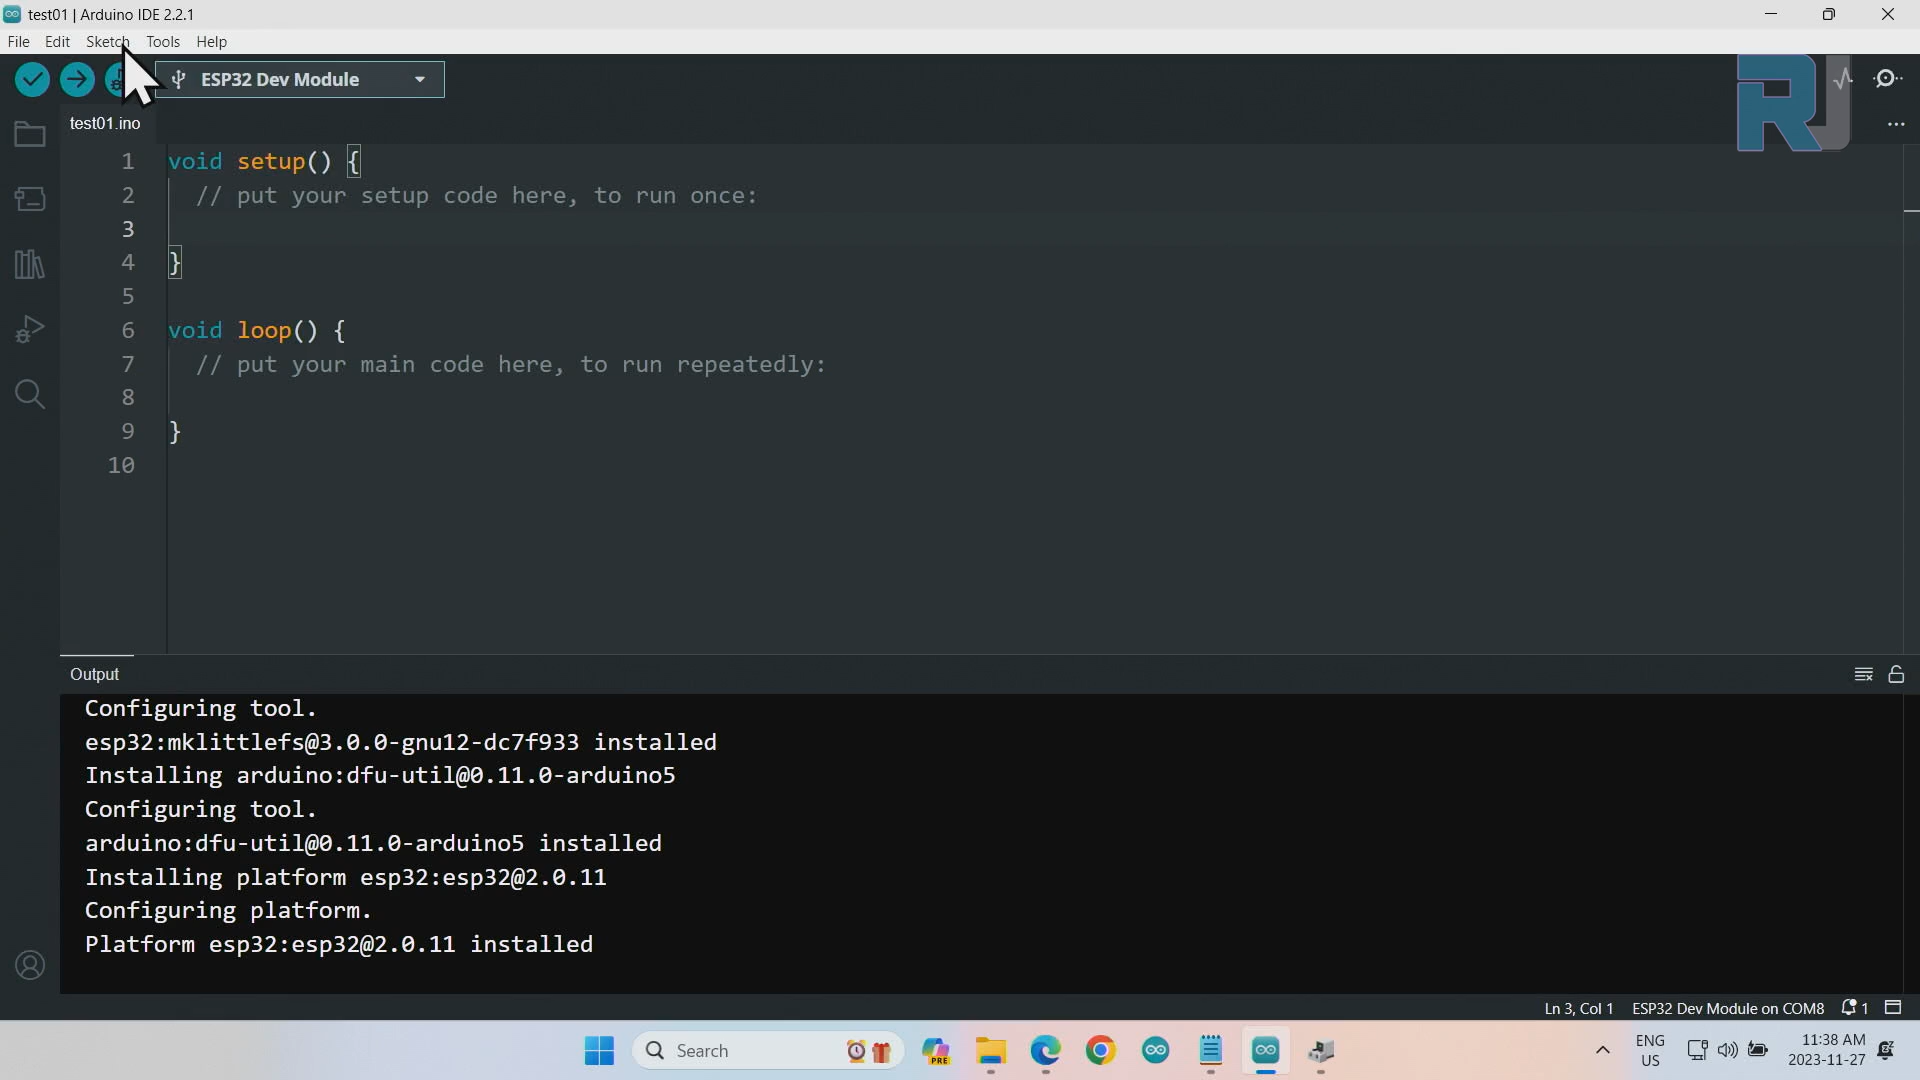 test01 | Arduino IDE 2.2.1
File Edit Sketch Tools Help
ESP32 Dev Module
RJ
test01.ino
1 void setup() {
2 // put your setup code here, to run once:
3
4 }
5
6 void loop() {
7 // put your main code here, to run repeatedly:
8
9 }
10
Output
Configuring tool.
esp32:mklittlefs@3.0.0-gnu12-dc7f933 installed
Installing arduino:dfu-util@0.11.0-arduino5
Configuring tool.
arduino:dfu-util@0.11.0-arduino5 installed
Installing platform esp32:esp32@2.0.11
Configuring platform.
Platform esp32:esp32@2.0.11 installed
Ln 3, Col 1 ESP32 Dev Module on COM8 1
Search
PRE
ENG
US
11:38 AM
2023-11-27